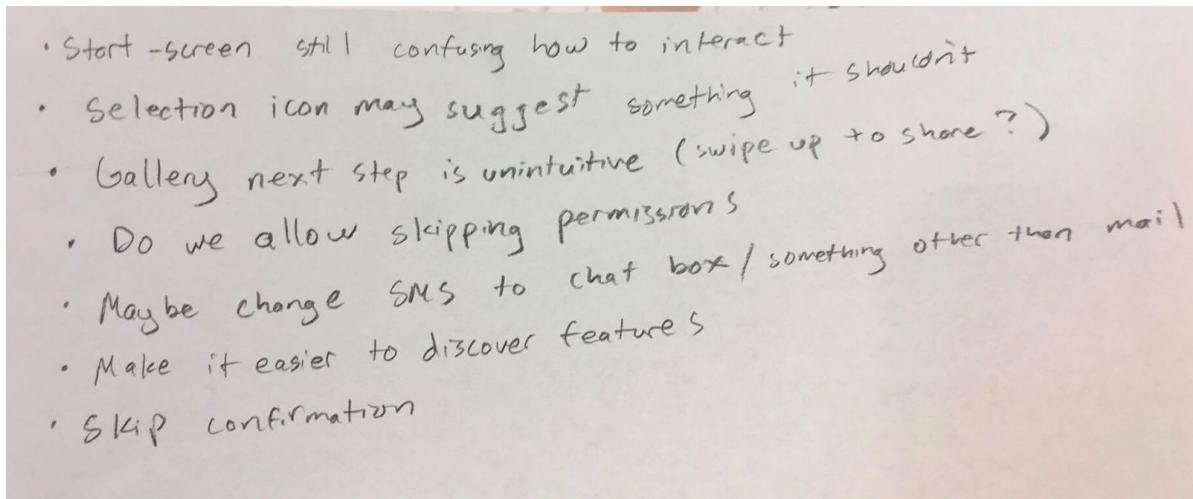 • Start-screen still confusing how to interact
• Selection icon may suggest something it shouldn't
• Gallery next step is unintuitive (swipe up to share?)
• Do we allow skipping permissions
• Maybe change SMS to chat box/something other than mail
• Make it easier to discover features
• Skip confirmation